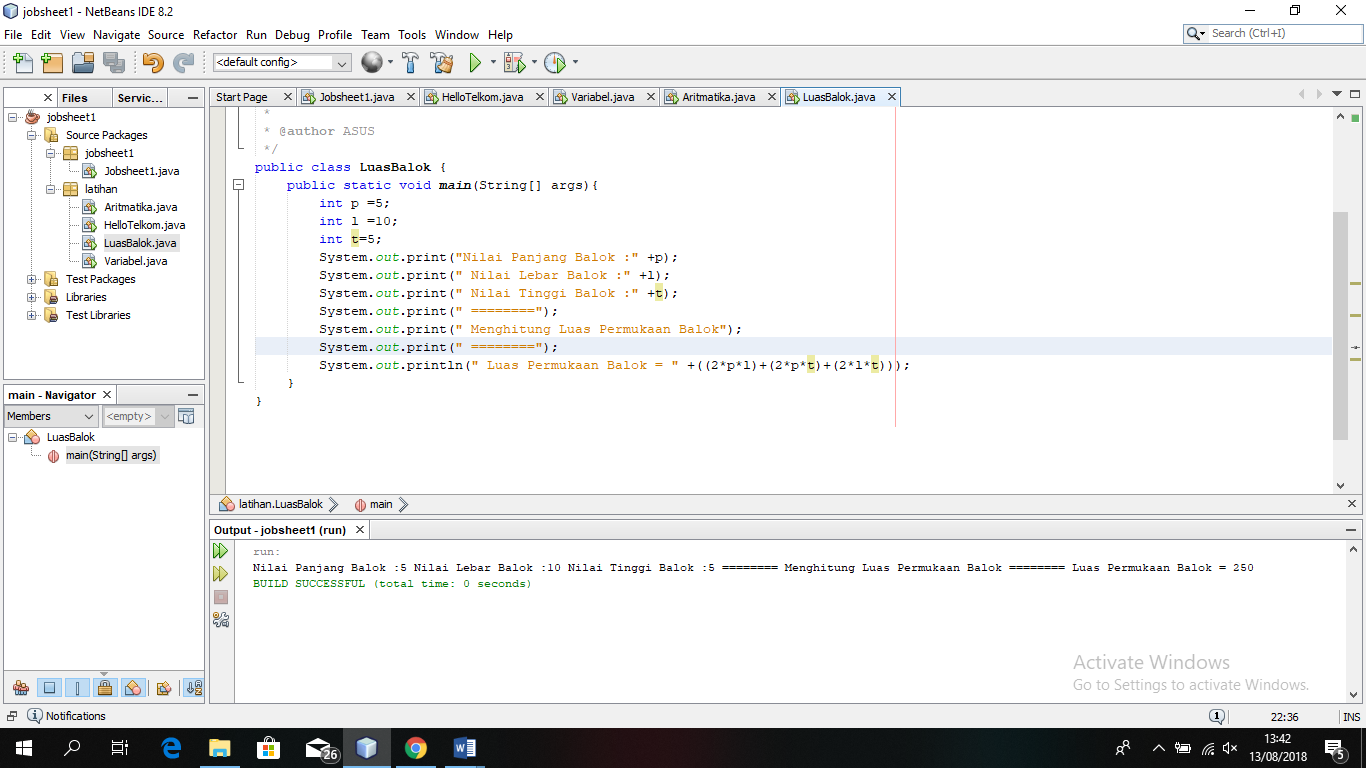 jobsheet1 - NetBeans IDE 8.2
File Edit View Navigate Source Refactor Run Debug Profile Team Tools Window Help
Search (Ctrl+I)
<default config>
Files Servic...
Start Page Jobsheet1.java HelloTelkom.java Variabel.java Aritmatika.java LuasBalok.java
jobsheet1
Source Packages
jobsheet1
Jobsheet1.java
latihan
Aritmatika.java
HelloTelkom.java
LuasBalok.java
Variabel.java
Test Packages
Libraries
Test Libraries
*
* @author ASUS
*/
public class LuasBalok {
public static void main(String[] args){
int p =5;
int l =10;
int t=5;
System.out.print("Nilai Panjang Balok :" +p);
System.out.print(" Nilai Lebar Balok :" +l);
System.out.print(" Nilai Tinggi Balok :" +t);
System.out.print(" ========");
System.out.print(" Menghitung Luas Permukaan Balok");
System.out.print(" ========");
System.out.println(" Luas Permukaan Balok = " +((2*p*l)+(2*p*t)+(2*l*t)));
}
}
main - Navigator
Members <empty>
LuasBalok
main(String[] args)
latihan.LuasBalok main
Output - jobsheet1 (run)
run:
Nilai Panjang Balok :5 Nilai Lebar Balok :10 Nilai Tinggi Balok :5 ======== Menghitung Luas Permukaan Balok ======== Luas Permukaan Balok = 250
BUILD SUCCESSFUL (total time: 0 seconds)
Activate Windows
Go to Settings to activate Windows.
Notifications
1
22:36 INS
26
13:42
13/08/2018
5